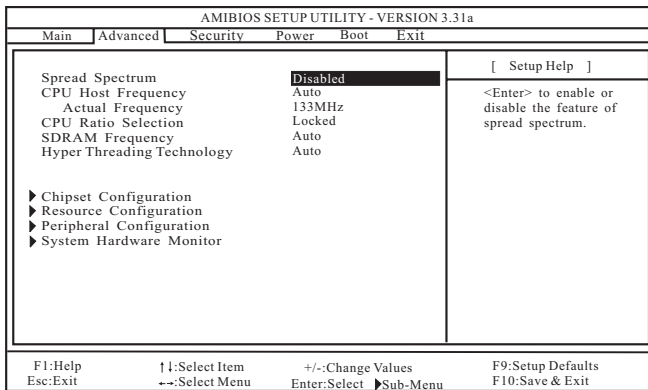 AMIBIOS SETUP UTILITY - VERSION 3.31a
Main Advanced Security Power Boot Exit
[ Setup Help ]
Spread Spectrum Disabled
CPU Host Frequency Auto
Actual Frequency 133MHz
CPU Ratio Selection Locked
SDRAM Frequency Auto
Hyper Threading Technology Auto
<Enter> to enable or
disable the feature of
spread spectrum.
Chipset Configuration
Resource Configuration
Peripheral Configuration
System Hardware Monitor
F1:Help ↑↓:Select Item +/-:Change Values F9:Setup Defaults
Esc:Exit ←→:Select Menu Enter:Select ▶Sub-Menu F10:Save & Exit